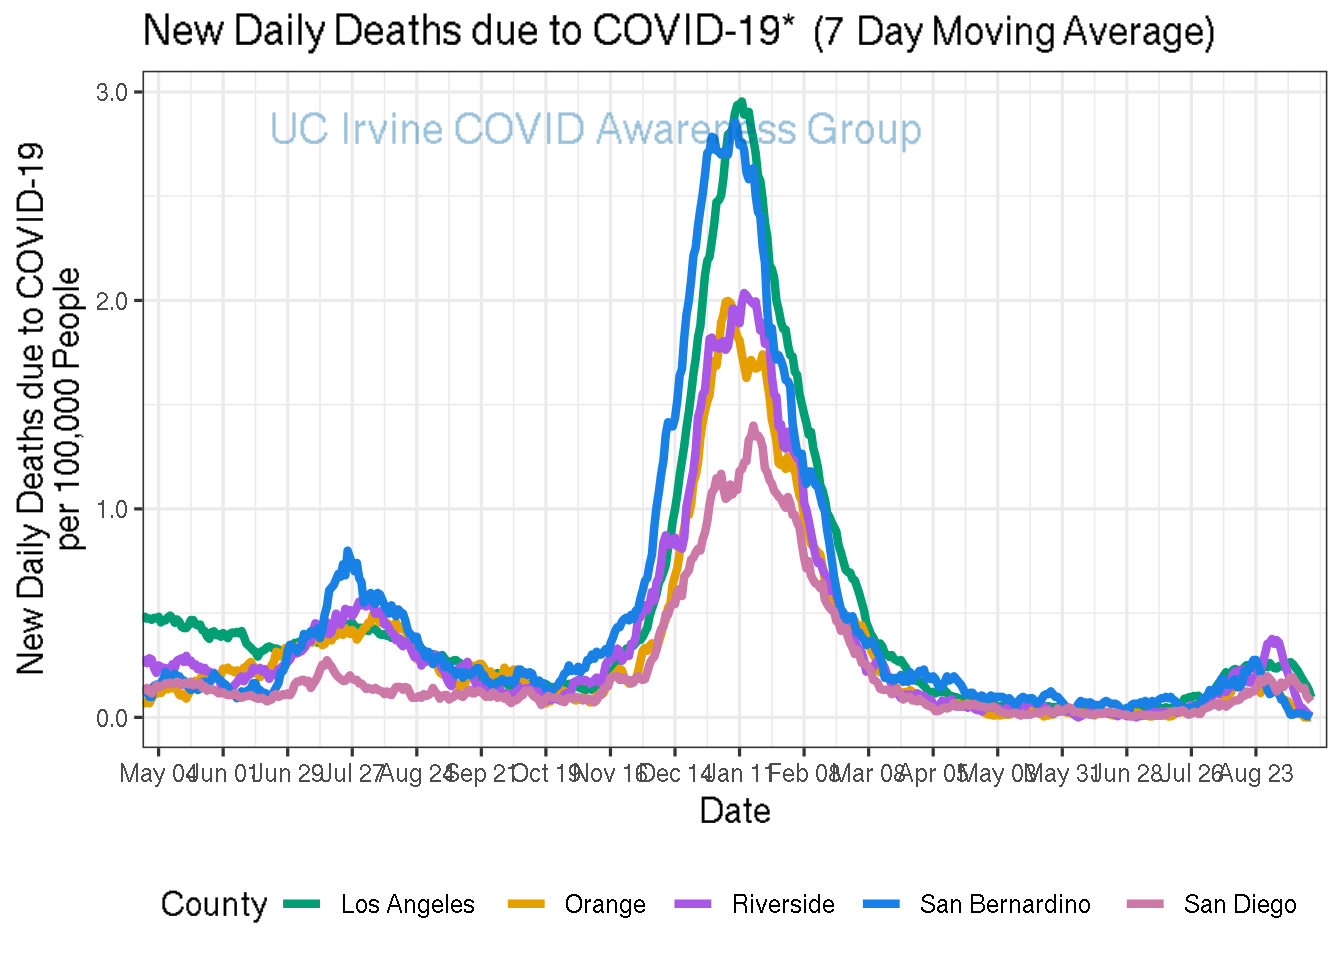 New Daily Deaths due to COVID-19* (7 Day Moving Average)
UC Irvine COVID Awareness Group
New Daily Deaths due to COVID-19
per 100,000 People
3.0
2.0
1.0
0.0
May 04 Jun 01 Jun 29 Jul 27 Aug 24 Sep 21 Oct 19 Nov 16 Dec 14 Jan 11 Feb 08 Mar 08 Apr 05 May 03 May 31 Jun 28 Jul 26 Aug 23
Date
County Los Angeles Orange Riverside San Bernardino San Diego